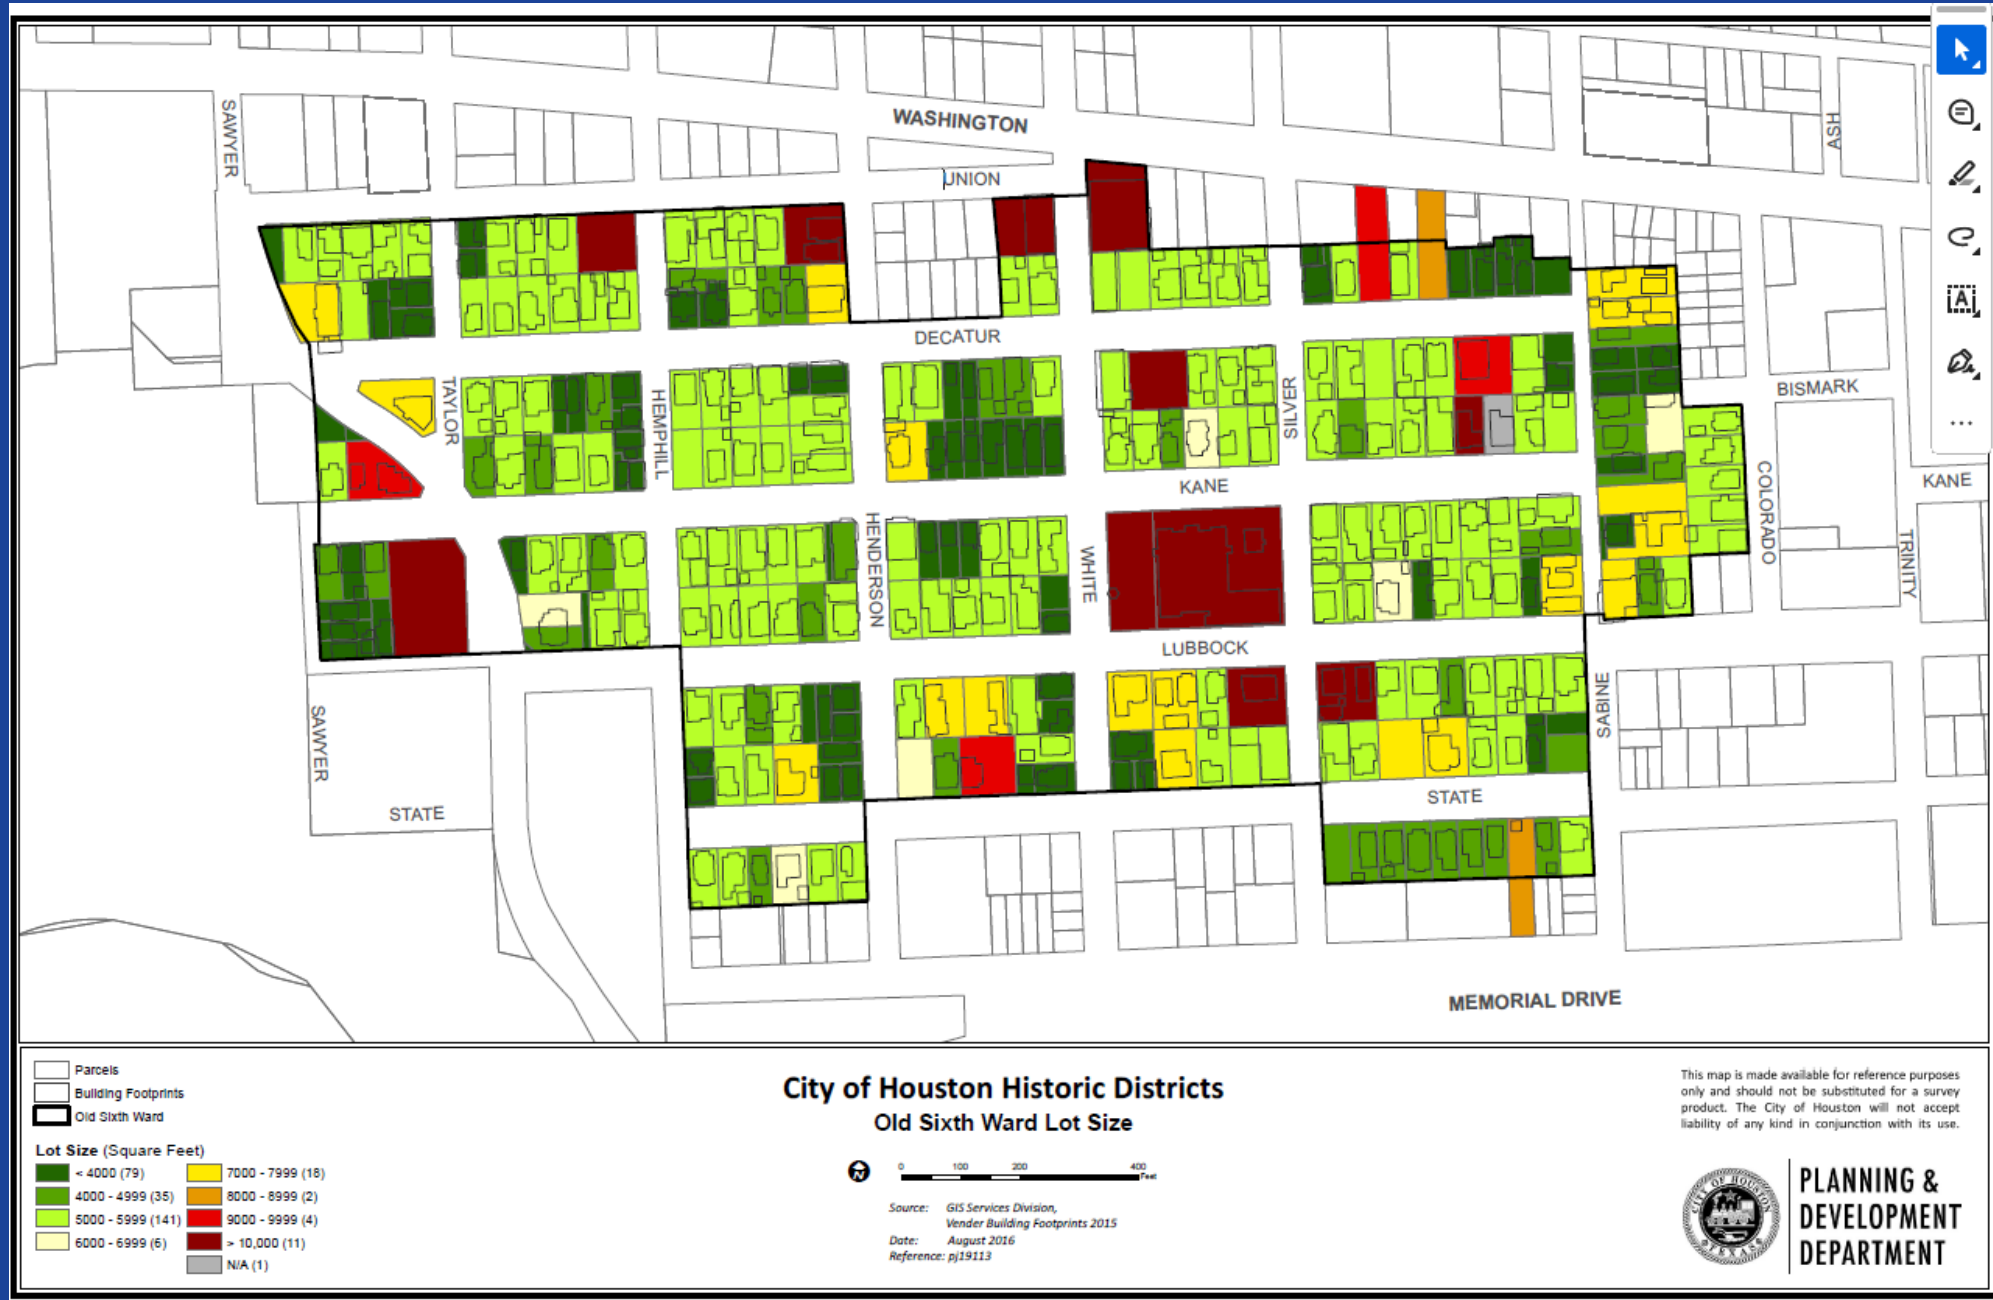 WASHINGTON
UNION
SAWYER
ASH
DECATUR
BISMARK
TAYLOR
HEMPHILL
SILVER
KANE
KANE
COLORADO
HENDERSON
WHITE
TRINITY
LUBBOCK
SAWYER
SABINE
STATE
STATE
MEMORIAL DRIVE
Parcels
Building Footprints
Old Sixth Ward
Lot Size (Square Feet)
< 4000 (79)
4000 - 4999 (35)
5000 - 5999 (141)
6000 - 6999 (6)
7000 - 7999 (18)
8000 - 8999 (2)
9000 - 9999 (4)
> 10,000 (11)
N/A (1)
City of Houston Historic Districts
Old Sixth Ward Lot Size
N
0 100 200 400
Feet
Source: GIS Services Division,
Vender Building Footprints 2015
Date: August 2016
Reference: pj19113
This map is made available for reference purposes
only and should not be substituted for a survey
product. The City of Houston will not accept
liability of any kind in conjunction with its use.
CITY OF HOUSTON
TEXAS
PLANNING &
DEVELOPMENT
DEPARTMENT
A